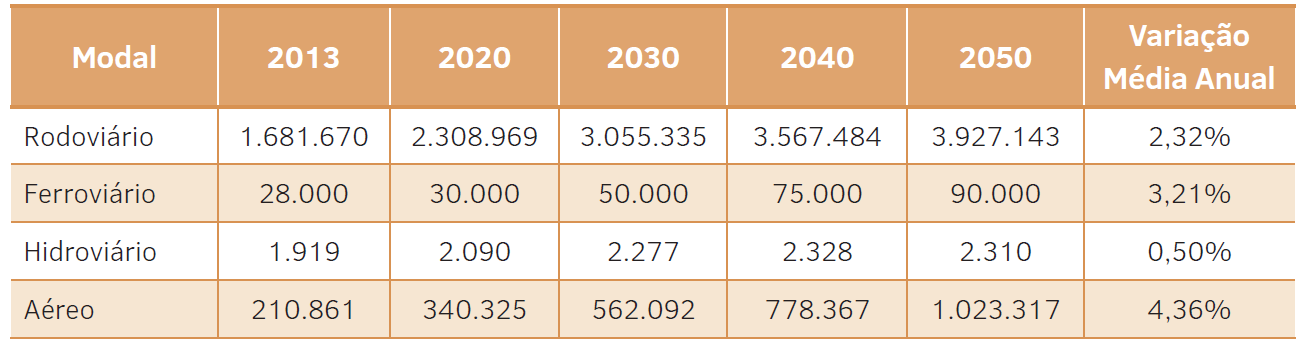 Modal 2013 2020 2030 2040 2050 Variação Média Anual
Rodoviário 1.681.670 2.308.969 3.055.335 3.567.484 3.927.143 2,32%
Ferroviário 28.000 30.000 50.000 75.000 90.000 3,21%
Hidroviário 1.919 2.090 2.277 2.328 2.310 0,50%
Aéreo 210.861 340.325 562.092 778.367 1.023.317 4,36%